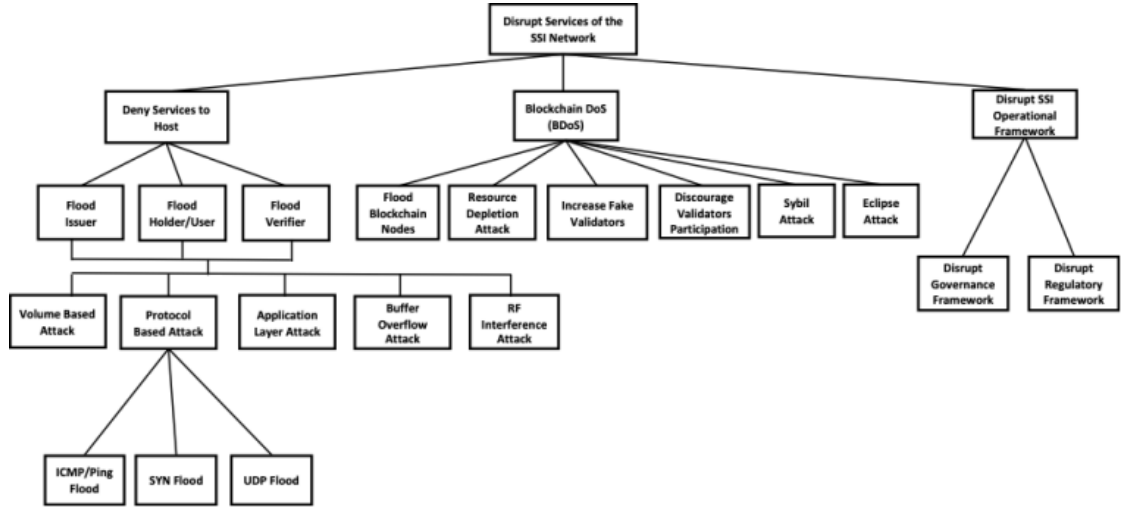 Disrupt Services of the
SSI Network
Deny Services to
Host
Blockchain DoS
(BDoS)
Disrupt SSI
Operational
Framework
Flood
Issuer
Flood
Holder/User
Flood
Verifier
Flood
Blockchain
Nodes
Resource
Depletion
Attack
Increase Fake
Validators
Discourage
Validators
Participation
Sybil
Attack
Eclipse
Attack
Disrupt
Governance
Framework
Disrupt
Regulatory
Framework
Volume Based
Attack
Protocol
Based Attack
Application
Layer Attack
Buffer
Overflow
Attack
RF
Interference
Attack
ICMP/Ping
Flood
SYN Flood
UDP Flood